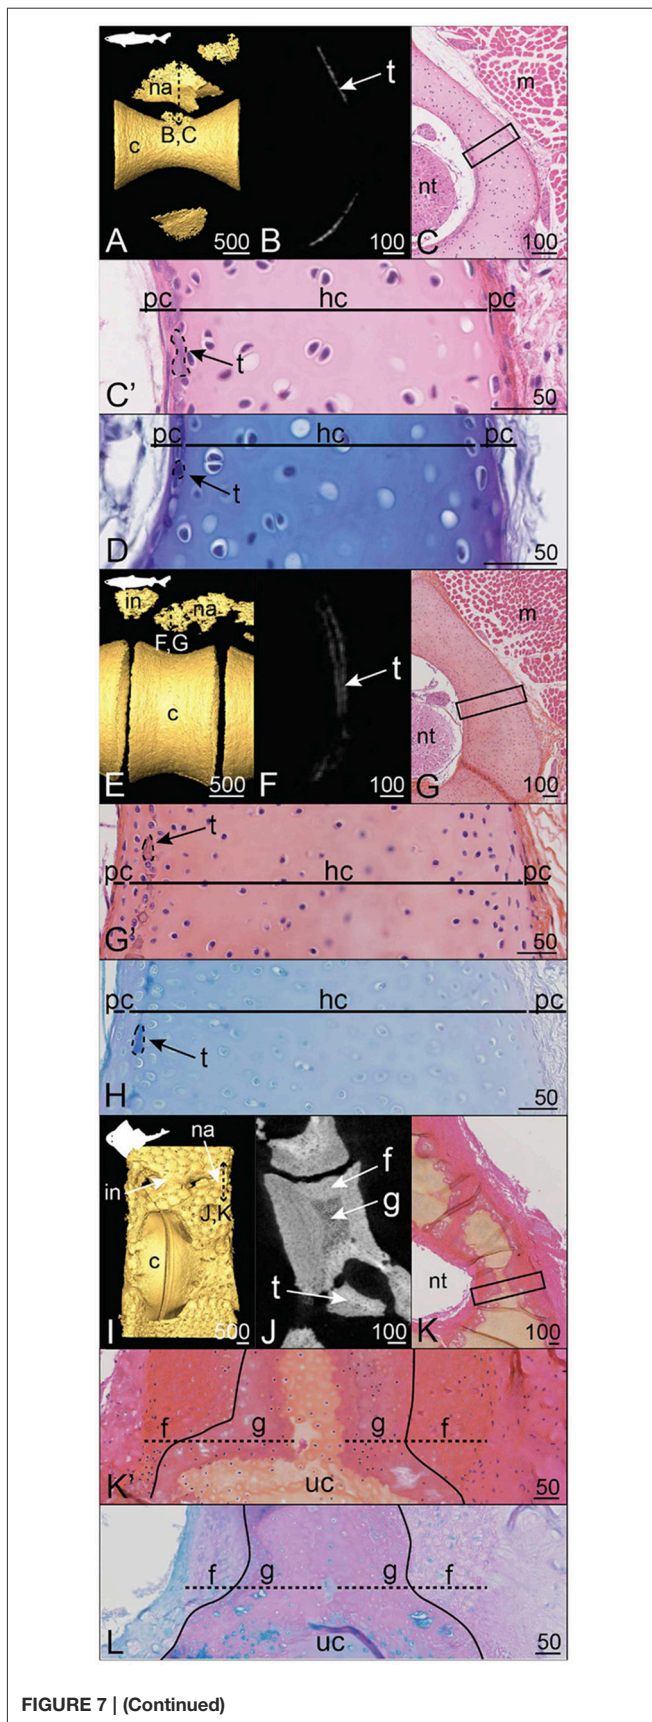 na
c
B,C
A
500
t
B
100
m
nt
C
100
pc
hc
pc
t
C’
50
pc
hc
pc
t
D
50
in
na
F,G
c
E
500
t
F
100
m
nt
G
100
t
pc
hc
pc
G’
50
pc
hc
pc
t
H
50
na
in
J,K
c
I
500
f
g
t
J
100
nt
K
100
f
g
g
f
K’
uc
50
f
g
g
f
L
uc
50
FIGURE 7 | (Continued)